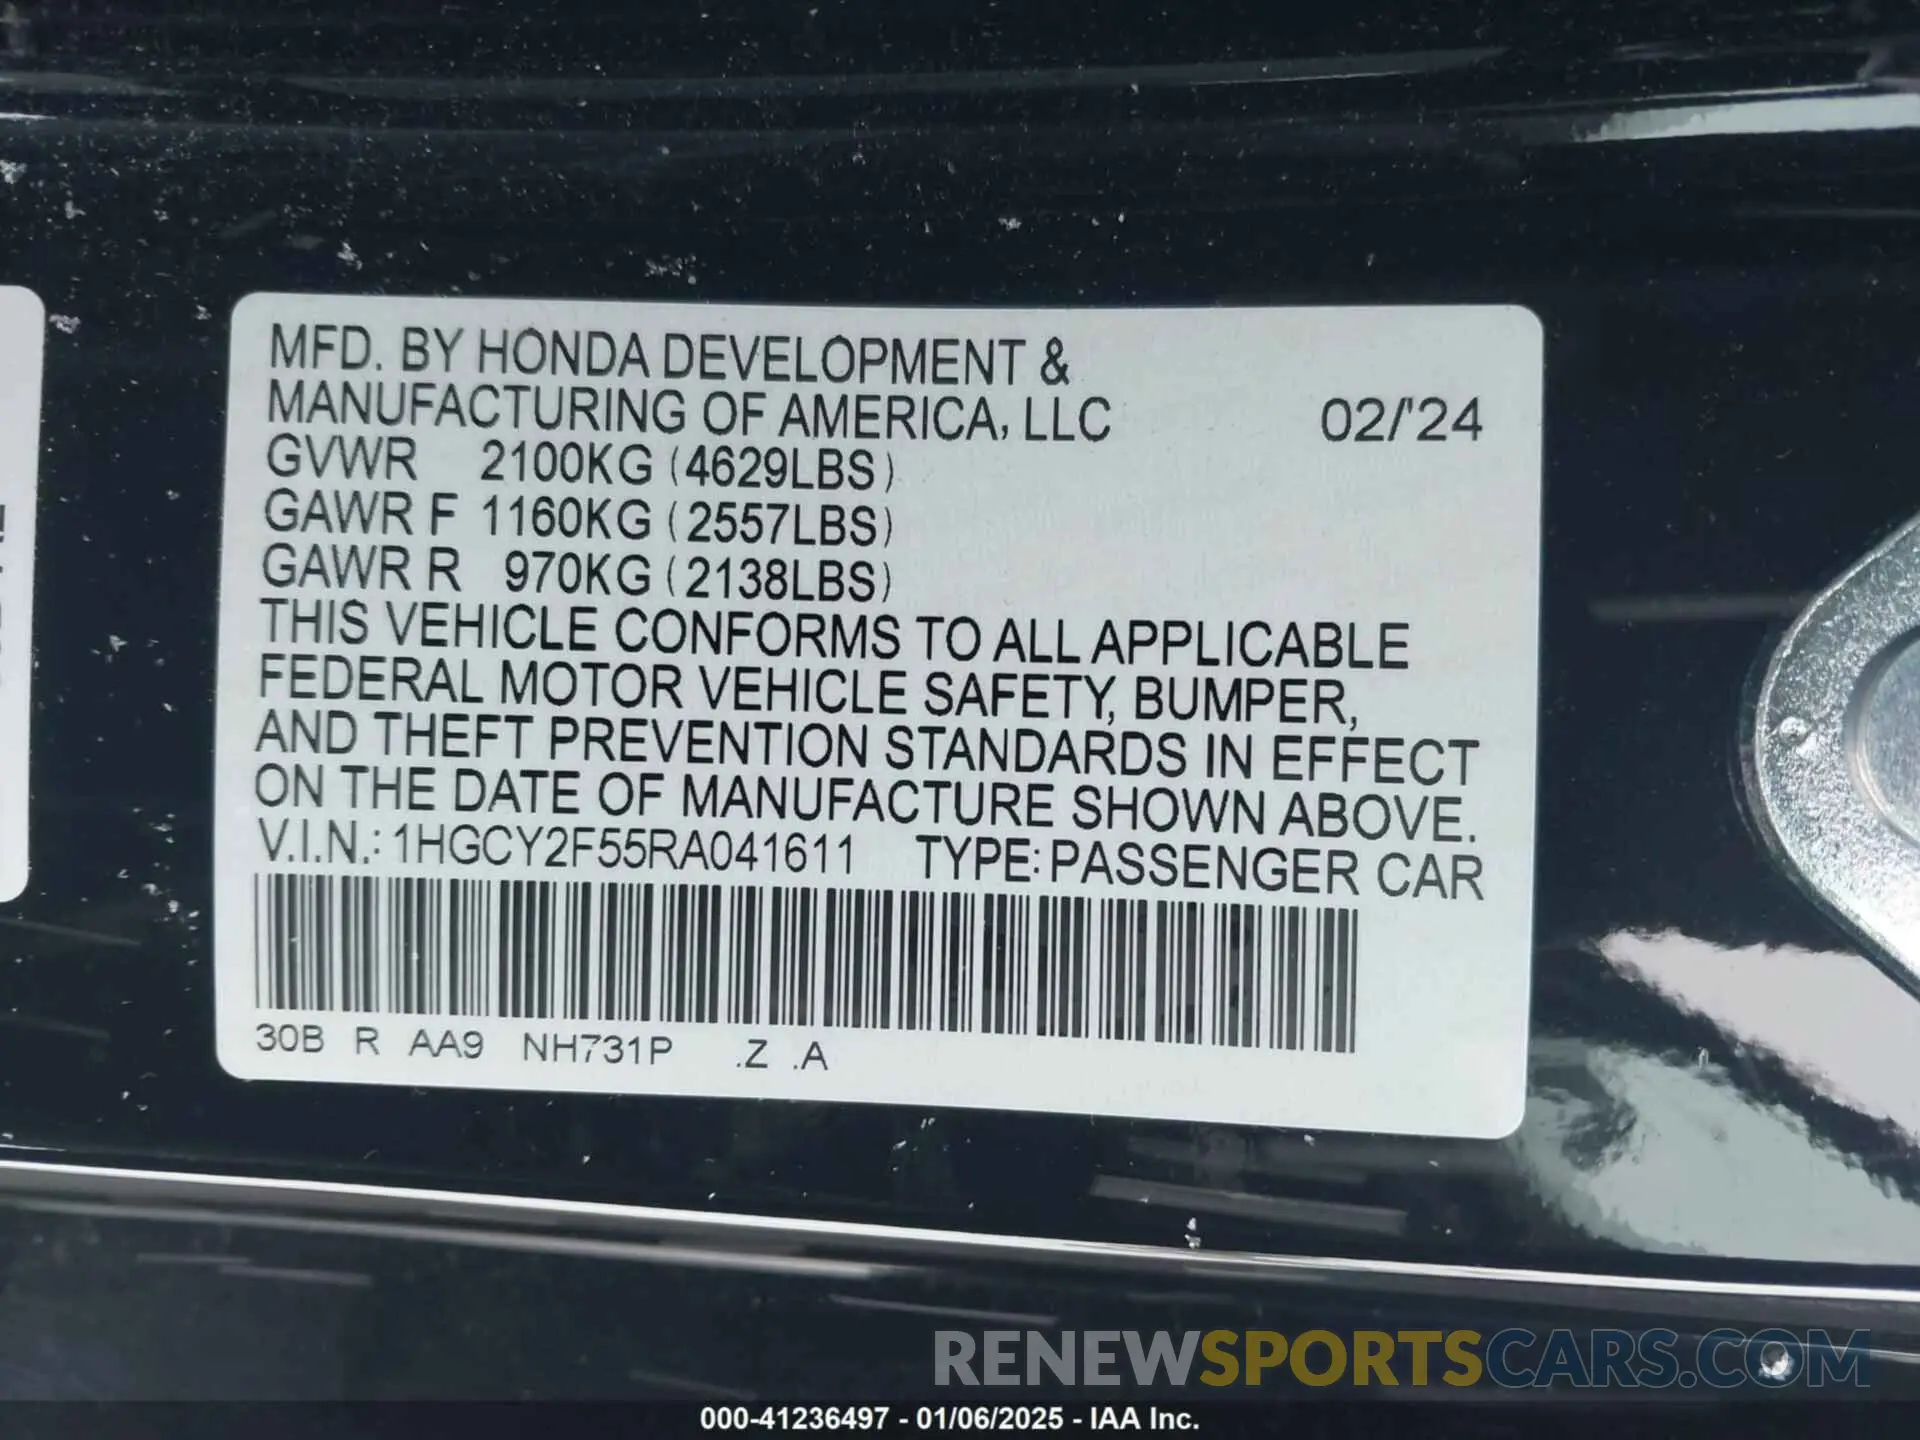 MFD. BY HONDA DEVELOPMENT &
MANUFACTURING OF AMERICA, LLC 02/'24
GVWR 2100KG (4629LBS)
GAWR F 1160KG (2557LBS)
GAWR R 970KG (2138LBS)
THIS VEHICLE CONFORMS TO ALL APPLICABLE
FEDERAL MOTOR VEHICLE SAFETY, BUMPER,
AND THEFT PREVENTION STANDARDS IN EFFECT
ON THE DATE OF MANUFACTURE SHOWN ABOVE.
V.I.N.: 1HGCY2F55RA041611 TYPE: PASSENGER CAR
30B R AA9 NH731P .Z .A
RENEWSPORTSCARS.COM
000-41236497 - 01/06/2025 - IAA Inc.